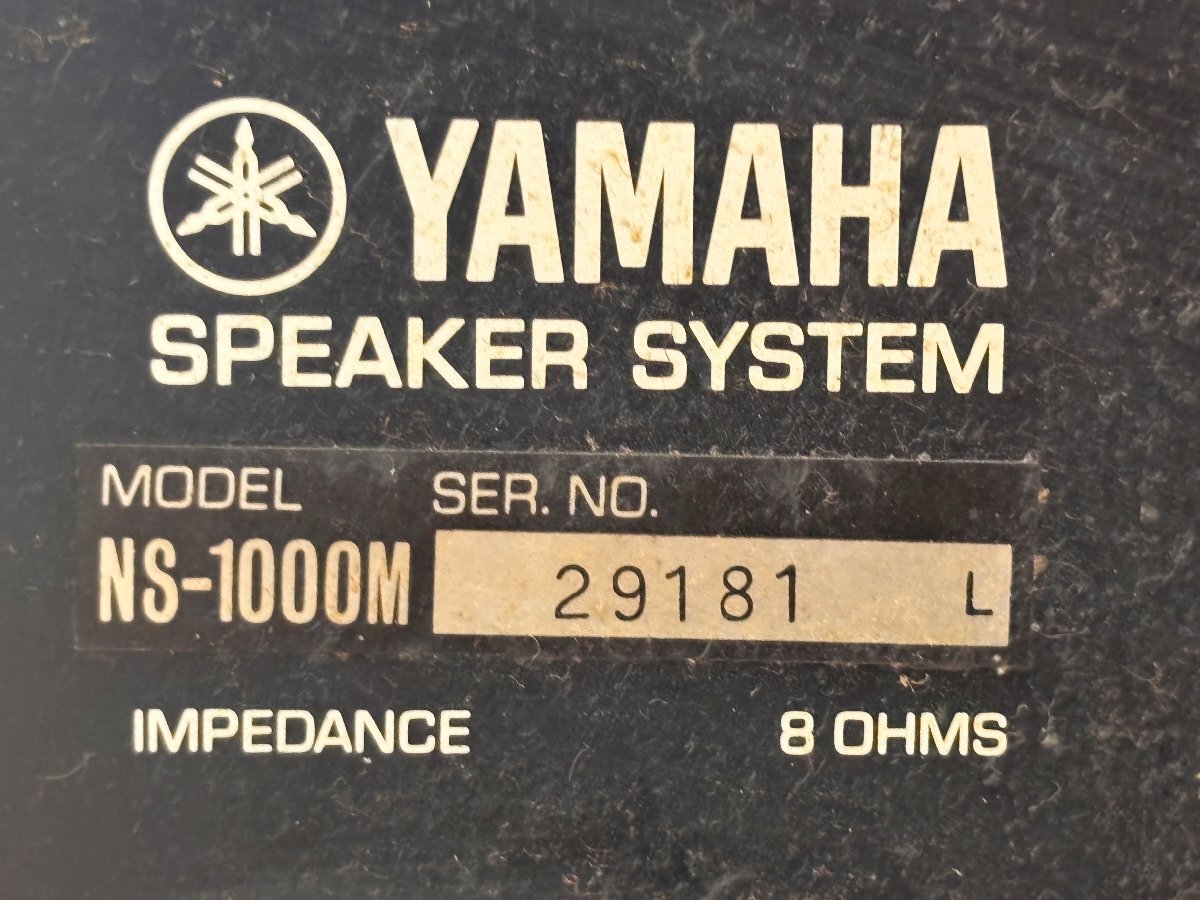 YAMAHA
SPEAKER SYSTEM
MODEL SER. NO.
NS-1000M 29181 L
IMPEDANCE 8 OHMS